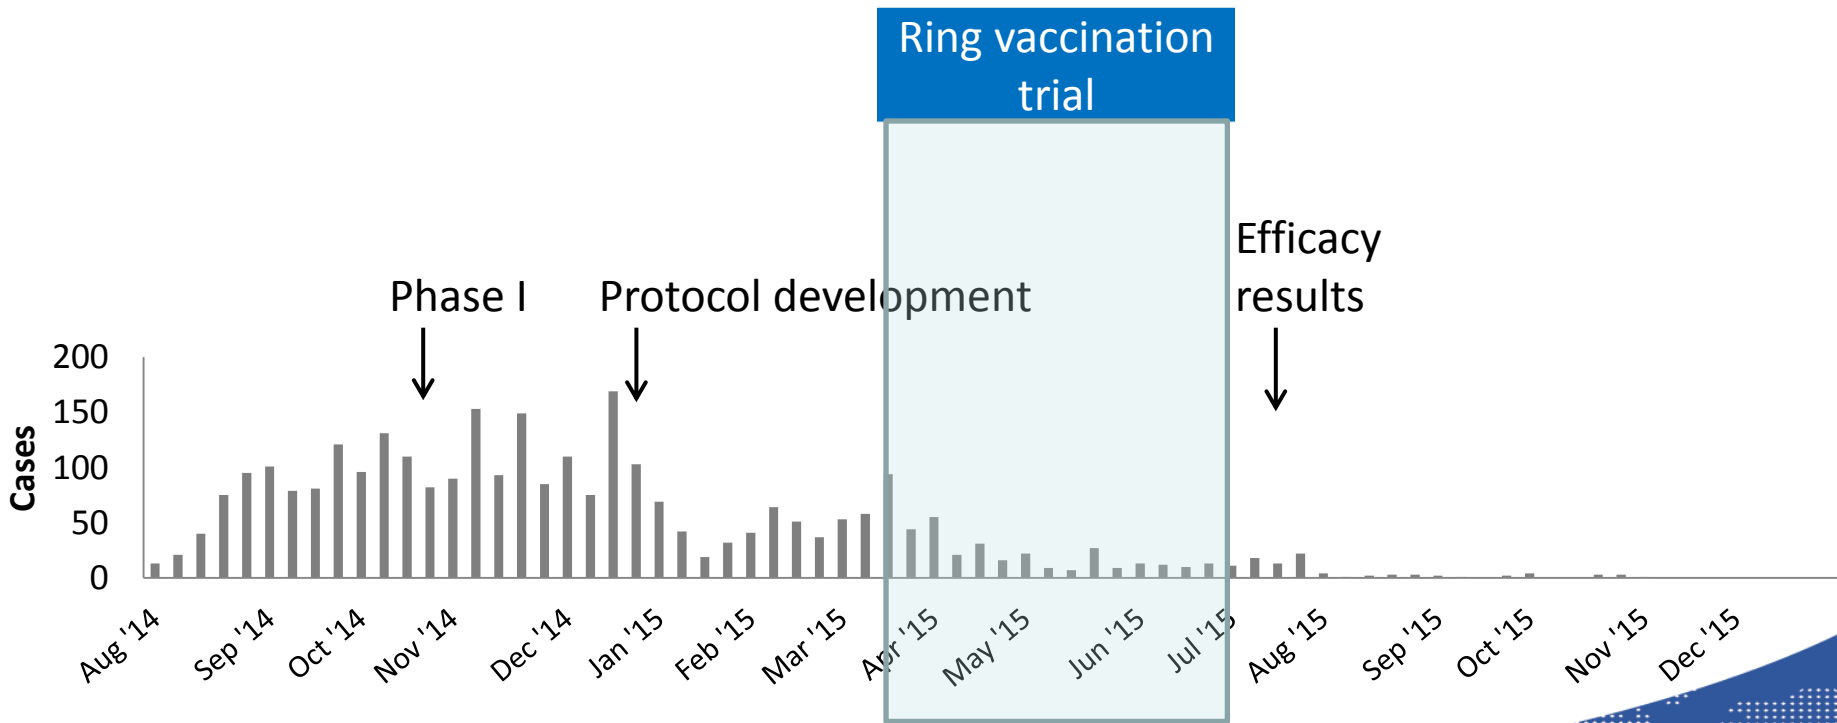 Ring vaccination
trial
Efficacy
results
Phase I
Protocol development
Cases
200
150
100
50
0
Aug '14
Sep '14
Oct '14
Nov '14
Dec '14
Jan '15
Feb '15
Mar '15
Apr '15
May '15
Jun '15
Jul '15
Aug '15
Sep '15
Oct '15
Nov '15
Dec '15